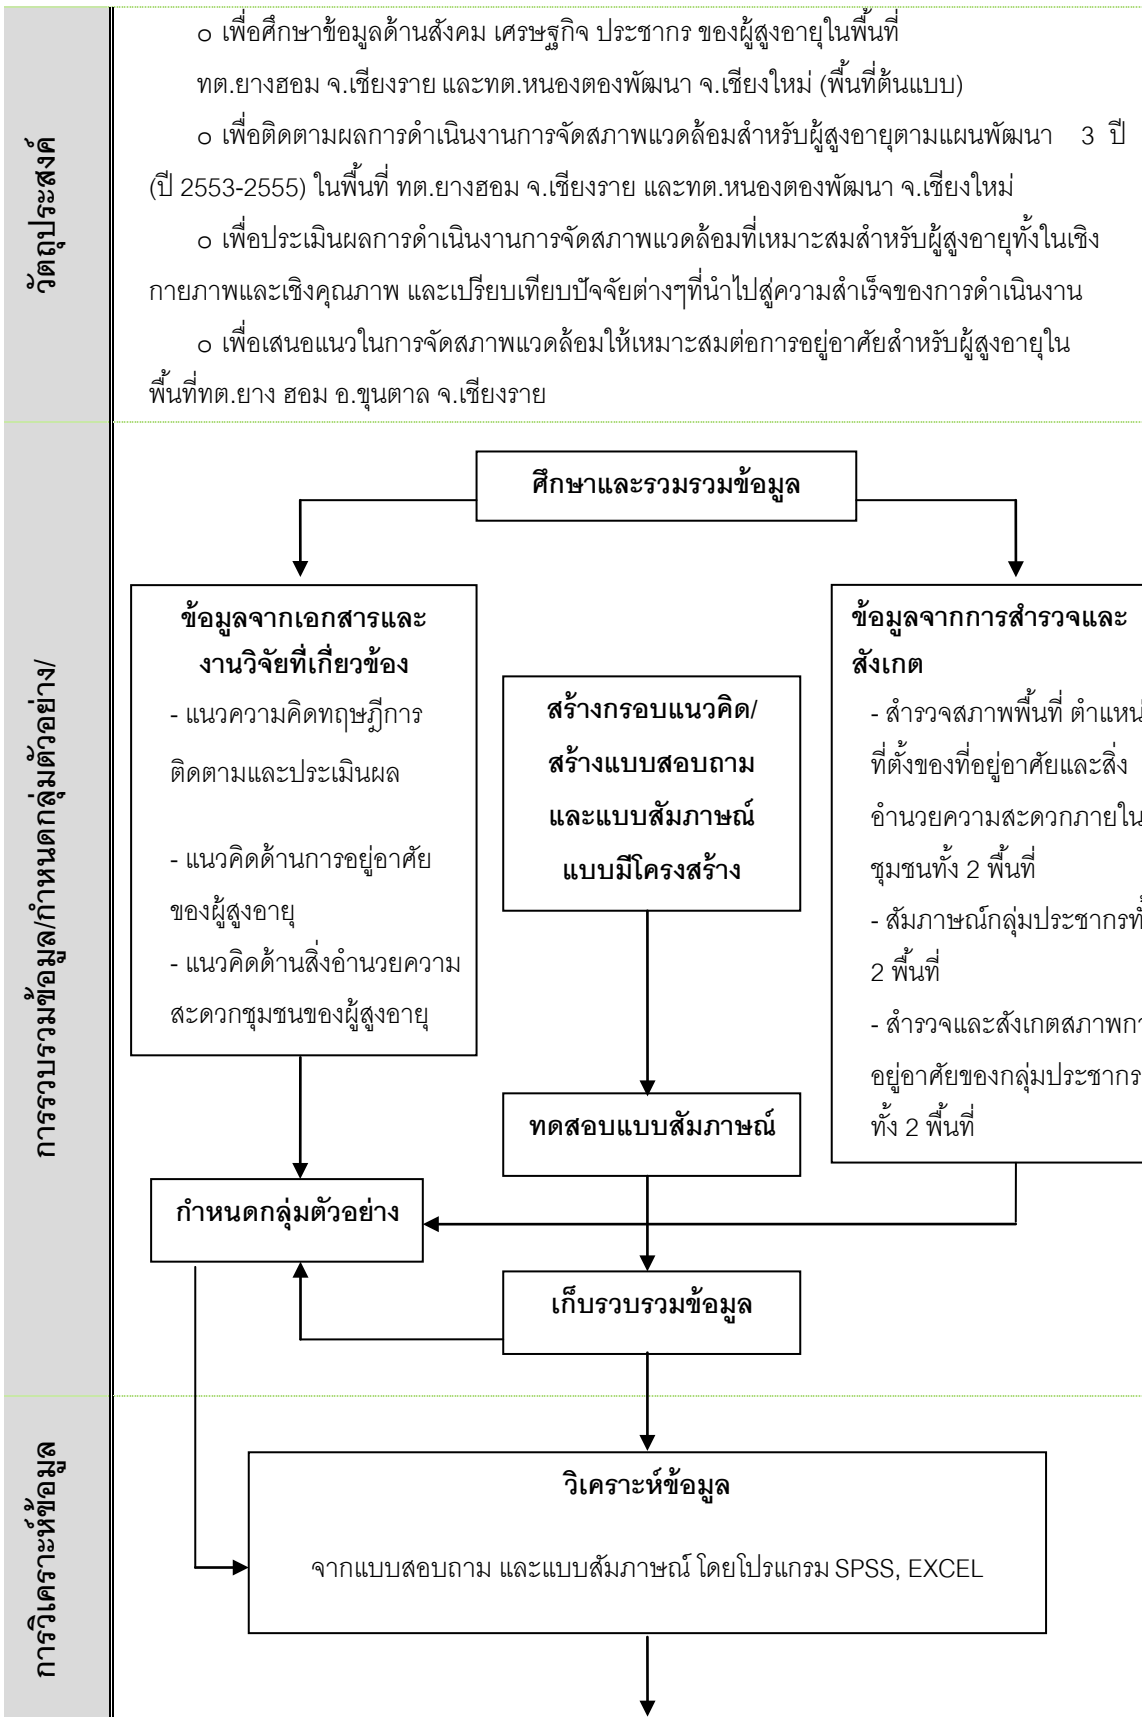 วัตถุประสงค์
o เพื่อศึกษาข้อมูลด้านสังคม เศรษฐกิจ ประชากร ของผู้สูงอายุในพื้นที่
ทต.ยางฮอม จ.เชียงราย และทต.หนองตองพัฒนา จ.เชียงใหม่ (พื้นที่ต้นแบบ)
o เพื่อติดตามผลการดำเนินงานการจัดสภาพแวดล้อมสำหรับผู้สูงอายุตามแผนพัฒนา 3 ปี
(ปี 2553-2555) ในพื้นที่ ทต.ยางฮอม จ.เชียงราย และทต.หนองตองพัฒนา จ.เชียงใหม่
o เพื่อประเมินผลการดำเนินงานการจัดสภาพแวดล้อมที่เหมาะสมสำหรับผู้สูงอายุทั้งในเชิง
กายภาพและเชิงคุณภาพ และเปรียบเทียบปัจจัยต่างๆที่นำไปสู่ความสำเร็จของการดำเนินงาน
o เพื่อเสนอแนวในการจัดสภาพแวดล้อมให้เหมาะสมต่อการอยู่อาศัยสำหรับผู้สูงอายุใน
พื้นที่ทต.ยาง ฮอม อ.ขุนตาล จ.เชียงราย
การรวบรวมข้อมูล/กำหนดกลุ่มตัวอย่าง/
ศึกษาและรวมรวมข้อมูล
ข้อมูลจากเอกสารและ
งานวิจัยที่เกี่ยวข้อง
- แนวความคิดทฤษฎีการ
ติดตามและประเมินผล
- แนวคิดด้านการอยู่อาศัย
ของผู้สูงอายุ
- แนวคิดด้านสิ่งอำนวยความ
สะดวกชุมชนของผู้สูงอายุ
สร้างกรอบแนวคิด/
สร้างแบบสอบถาม
และแบบสัมภาษณ์
แบบมีโครงสร้าง
ข้อมูลจากการสำรวจและ
สังเกต
- สำรวจสภาพพื้นที่
ที่ตั้งของที่อยู่อาศัยและสิ่ง
อำนวยความสะดวกภายใน
ชุมชนทั้ง 2 พื้นที่
- สัมภาษณ์กลุ่มประชากร
2 พื้นที่
- สำรวจและสังเกตสภาพ
อยู่อาศัยของกลุ่มประชากร
ทั้ง 2 พื้นที่
ทดสอบแบบสัมภาษณ์
กำหนดกลุ่มตัวอย่าง
เก็บรวบรวมข้อมูล
การวิเคราะห์ข้อมูล
วิเคราะห์ข้อมูล
จากแบบสอบถาม และแบบสัมภาษณ์ โดยโปรแกรม SPSS, EXCEL